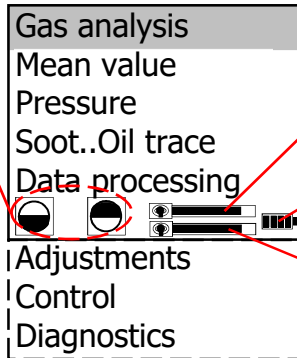 Gas analysis
Mean value
Pressure
Soot..Oil trace
Data processing
Adjustments
Control
Diagnostics